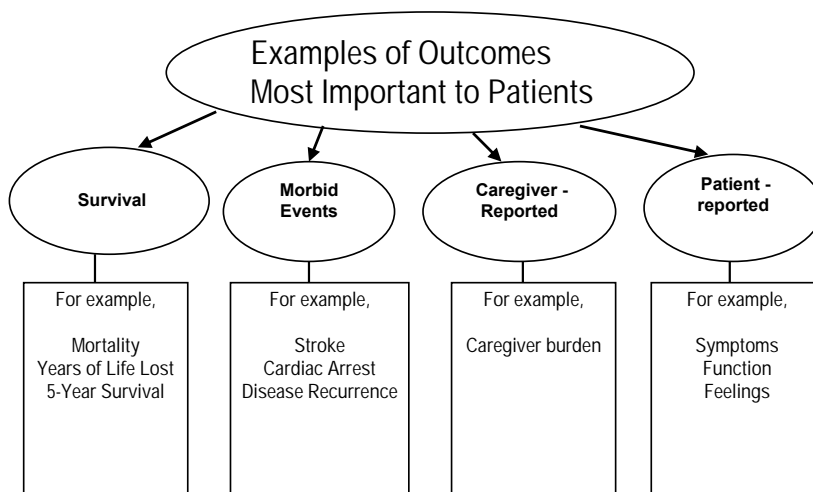 Examples of Outcomes
Most Important to Patients
Survival
Morbid
Events
Caregiver -
Reported
Patient -
reported
For example,
Mortality
Years of Life Lost
5-Year Survival
For example,
Stroke
Cardiac Arrest
Disease Recurrence
For example,
Caregiver burden
For example,
Symptoms
Function
Feelings